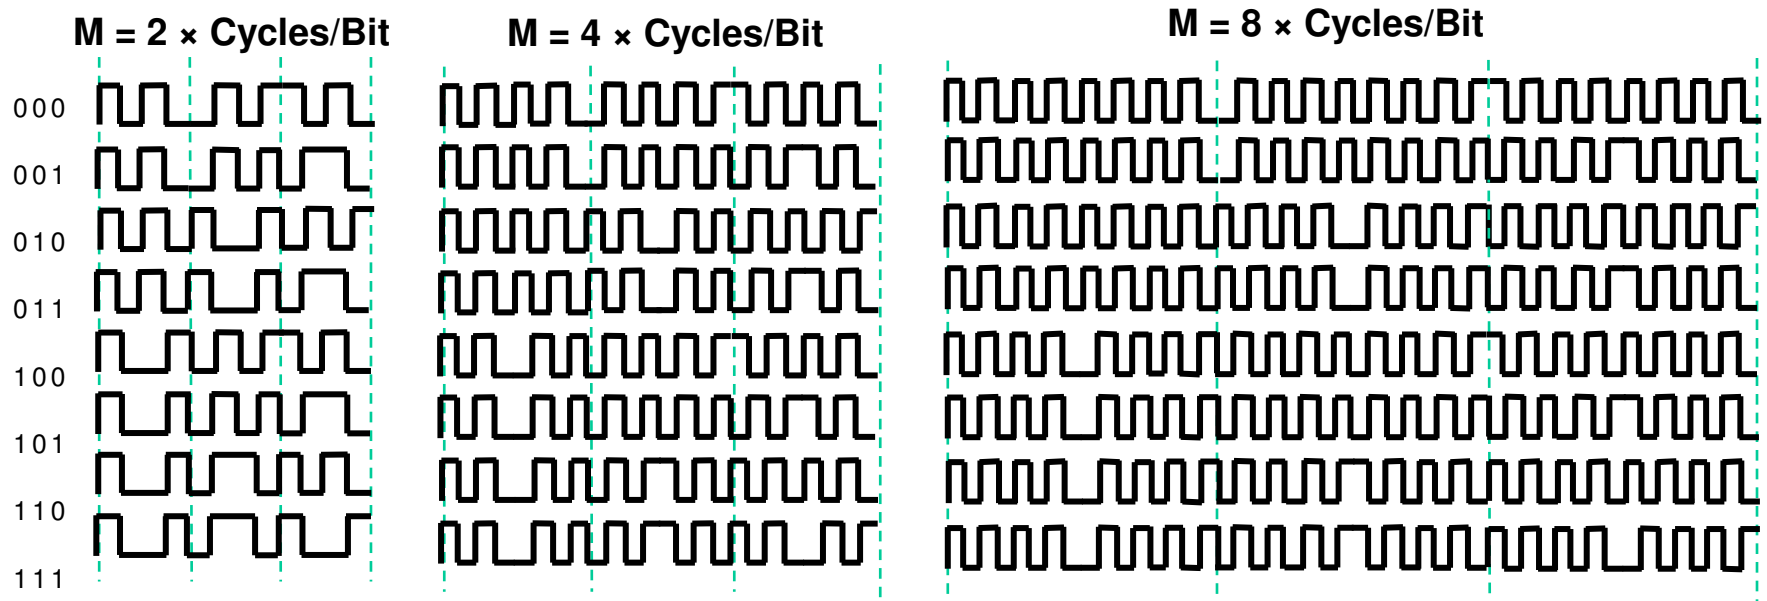 M = 2 × Cycles/Bit
M = 4 × Cycles/Bit
M = 8 × Cycles/Bit
000
001
010
011
100
101
110
111